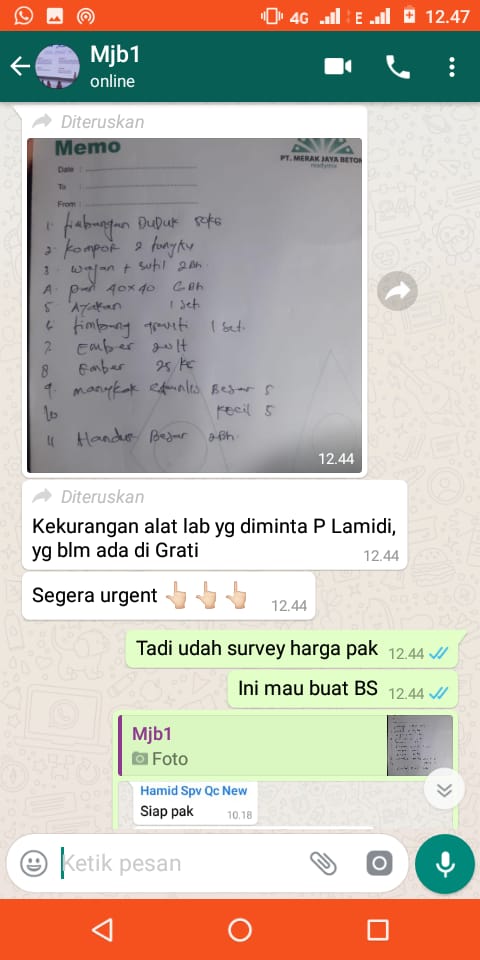 4G E 12.47
Mjb1
online
Diteruskan
Memo
PT. MERAK JAYA BETON
readymix
Date :
To :
From :
1. Timbangan Duduk 50KG
2. Kompor 2 tungku
3. wajan + sutil 2Bh.
4. pan 40x40 6Bh
5 Ayakan 1 set
6 timbang 1 set.
7 Ember 20 lt
8 Ember 25 KG
9. mangkok Besar 5
10 Kecil 5
11 Handuk Besar 2Bh.
12.44
Diteruskan
Kekurangan alat lab yg diminta P Lamidi,
yg blm ada di Grati
12.44
Segera urgent 👆🏻👆🏻👆🏻 12.44
Tadi udah survey harga pak 12.44
Ini mau buat BS 12.44
Mjb1
Foto
Hamid Spv Qc New
Siap pak 10.18
Ketik pesan